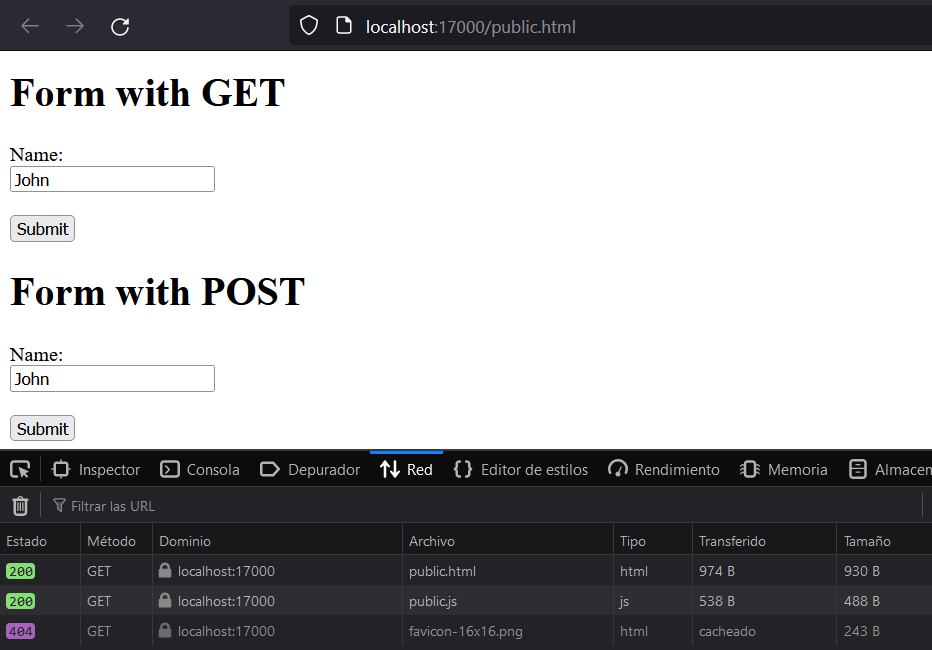 localhost:17000/public.html
Form with GET
Name:
John
Submit
Form with POST
Name:
John
Submit
Inspector Consola Depurador Red Editor de estilos Rendimiento Memoria Almacen
Filtrar las URL
Estado Método Dominio Archivo Tipo Transferido Tamaño
200 GET localhost:17000 public.html html 974 B 930 B
200 GET localhost:17000 public.js js 538 B 488 B
404 GET localhost:17000 favicon-16x16.png html cacheado 243 B